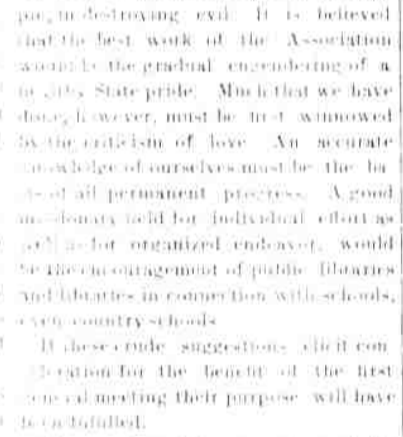 in destroying evil. It is believed
that the best work of the Association
would be the gradual engendering of a
State pride. Much that we have
done, however, must be first winnowed
by the criticism of love. An accurate
knowledge of ourselves must be the ba
sis of all permanent progress. A good
missionary field for individual effort as
well as for organized endeavor, would
be the encouragement of public libraries
and libraries in connection with schools,
even country schools
If these crude suggestions elicit con
sideration for the benefit of the first
general meeting their purpose will have
been fulfilled.